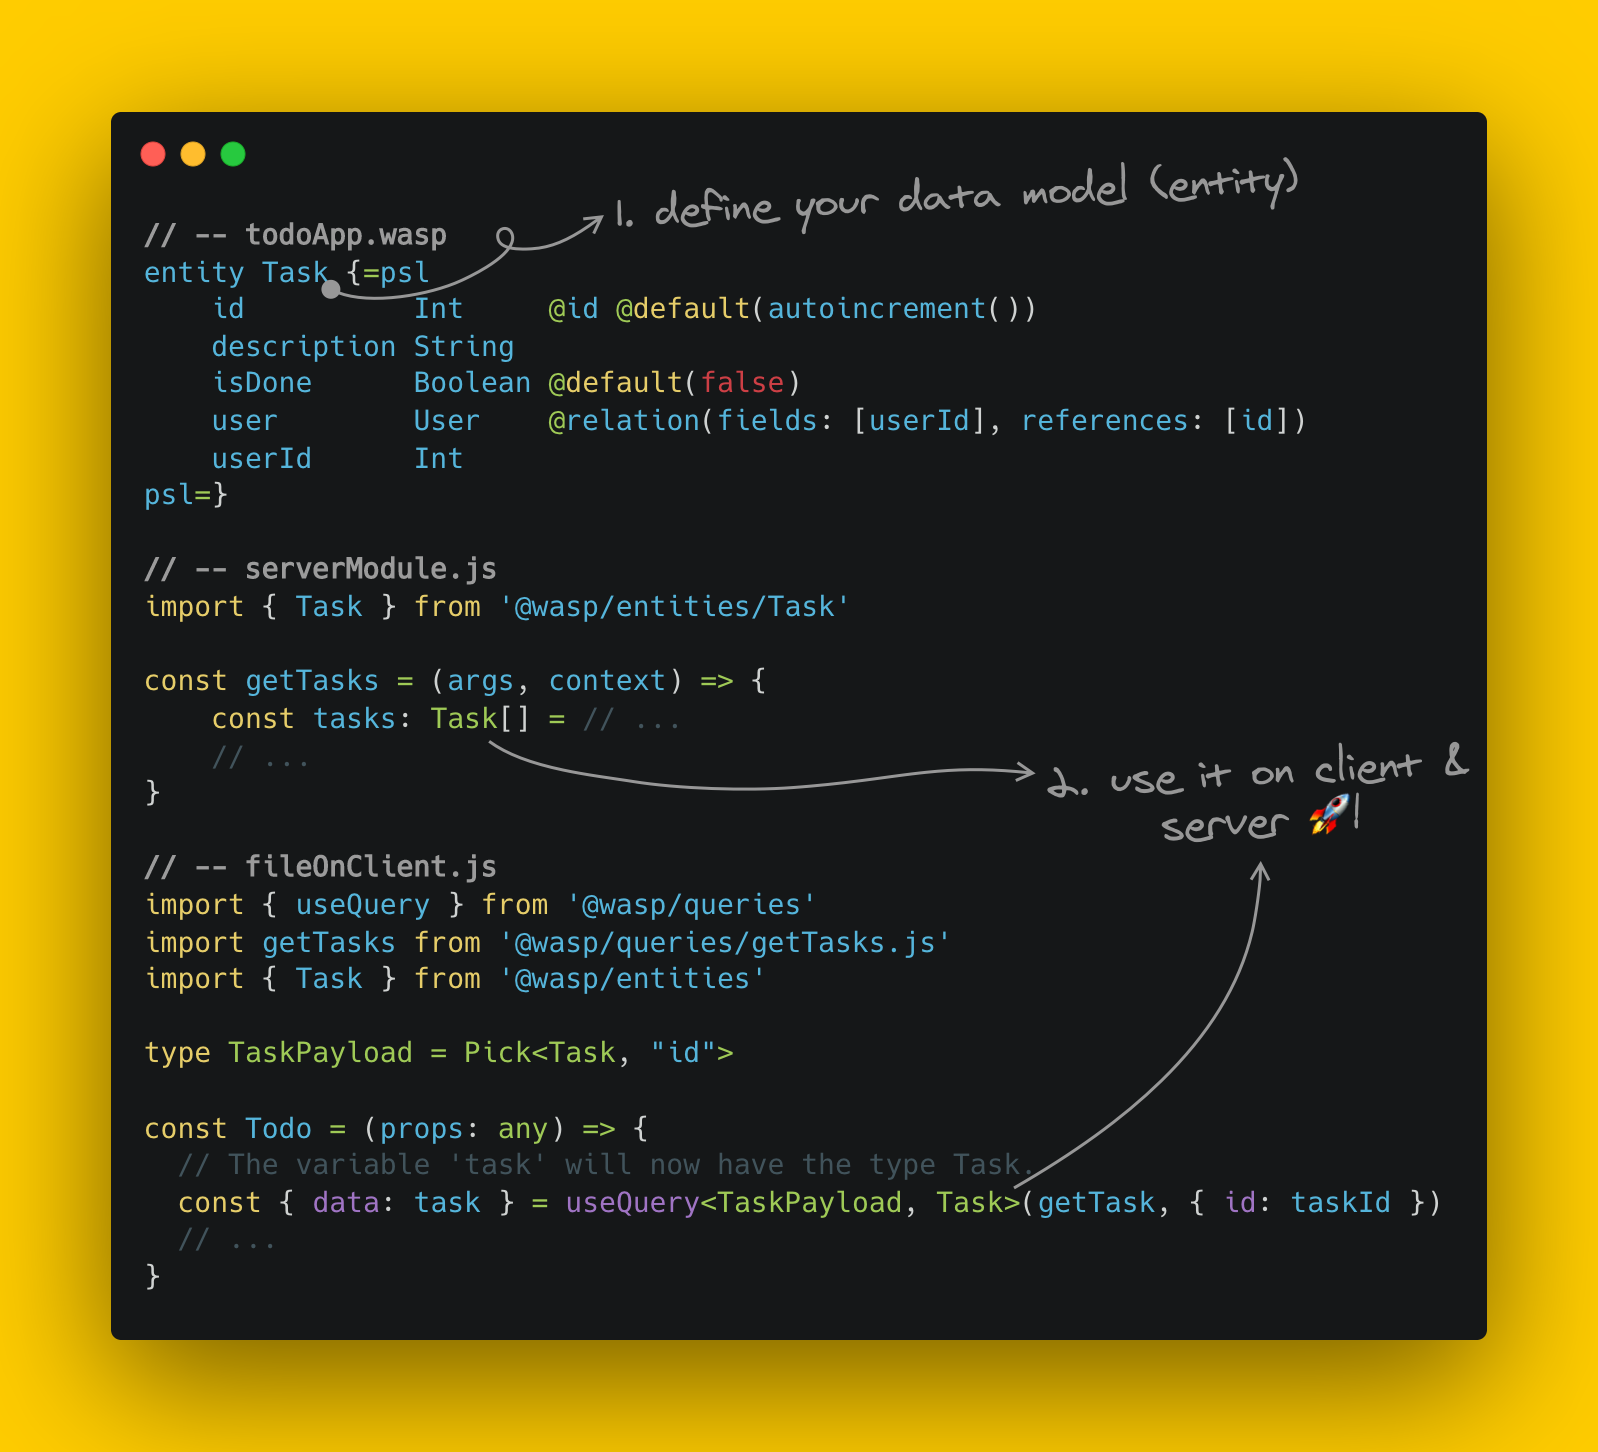 1. define your data model (entity)
// -- todoApp.wasp
entity Task {=psl
    id          Int     @id @default(autoincrement())
    description String
    isDone      Boolean @default(false)
    user        User    @relation(fields: [userId], references: [id])
    userId      Int
psl=}
// -- serverModule.js
import { Task } from '@wasp/entities/Task'
const getTasks = (args, context) => {
    const tasks: Task[] = // ...
    // ...
}
2. use it on client &
server 🚀!
// -- fileOnClient.js
import { useQuery } from '@wasp/queries'
import getTasks from '@wasp/queries/getTasks.js'
import { Task } from '@wasp/entities'
type TaskPayload = Pick<Task, "id">
const Todo = (props: any) => {
  // The variable 'task' will now have the type Task.
  const { data: task } = useQuery<TaskPayload, Task>(getTask, { id: taskId })
  // ...
}